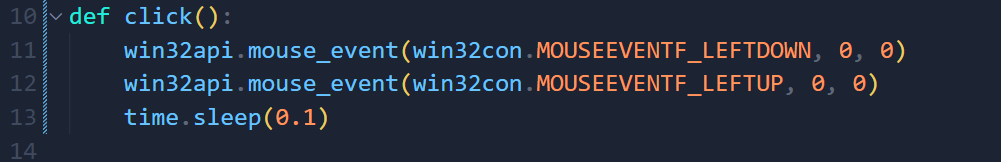 10 def click():
11 win32api.mouse_event(win32con.MOUSEEVENTF_LEFTDOWN, 0, 0)
12 win32api.mouse_event(win32con.MOUSEEVENTF_LEFTUP, 0, 0)
13 time.sleep(0.1)
14